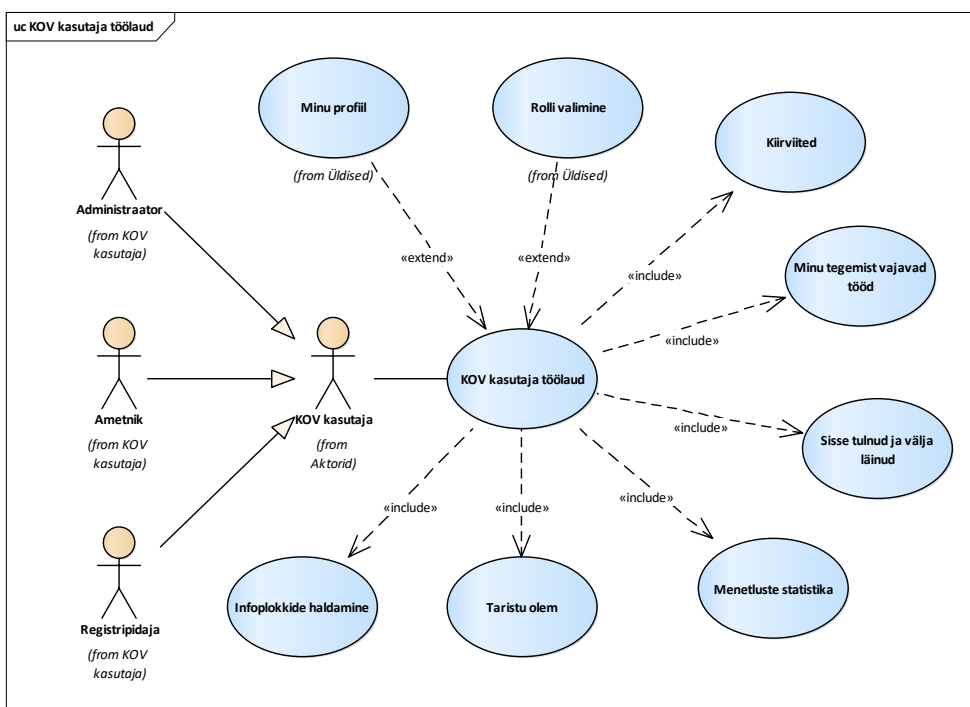 uc KOV kasutaja töölaud
Minu profiil
(from Üldised)
Rolli valimine
(from Üldised)
Kiirviited
Administraator
(from KOV
kasutaja)
«extend»
«extend»
«include»
Minu tegemist vajavad
tööd
«include»
Ametnik
(from KOV
kasutaja)
KOV kasutaja
(from
Aktorid)
KOV kasutaja töölaud
«include»
Sisse tulnud ja välja
läinud
«include»
«include»
«include»
Registripidaja
(from KOV
kasutaja)
Infoplokkide haldamine
Taristu olem
Menetluste statistika